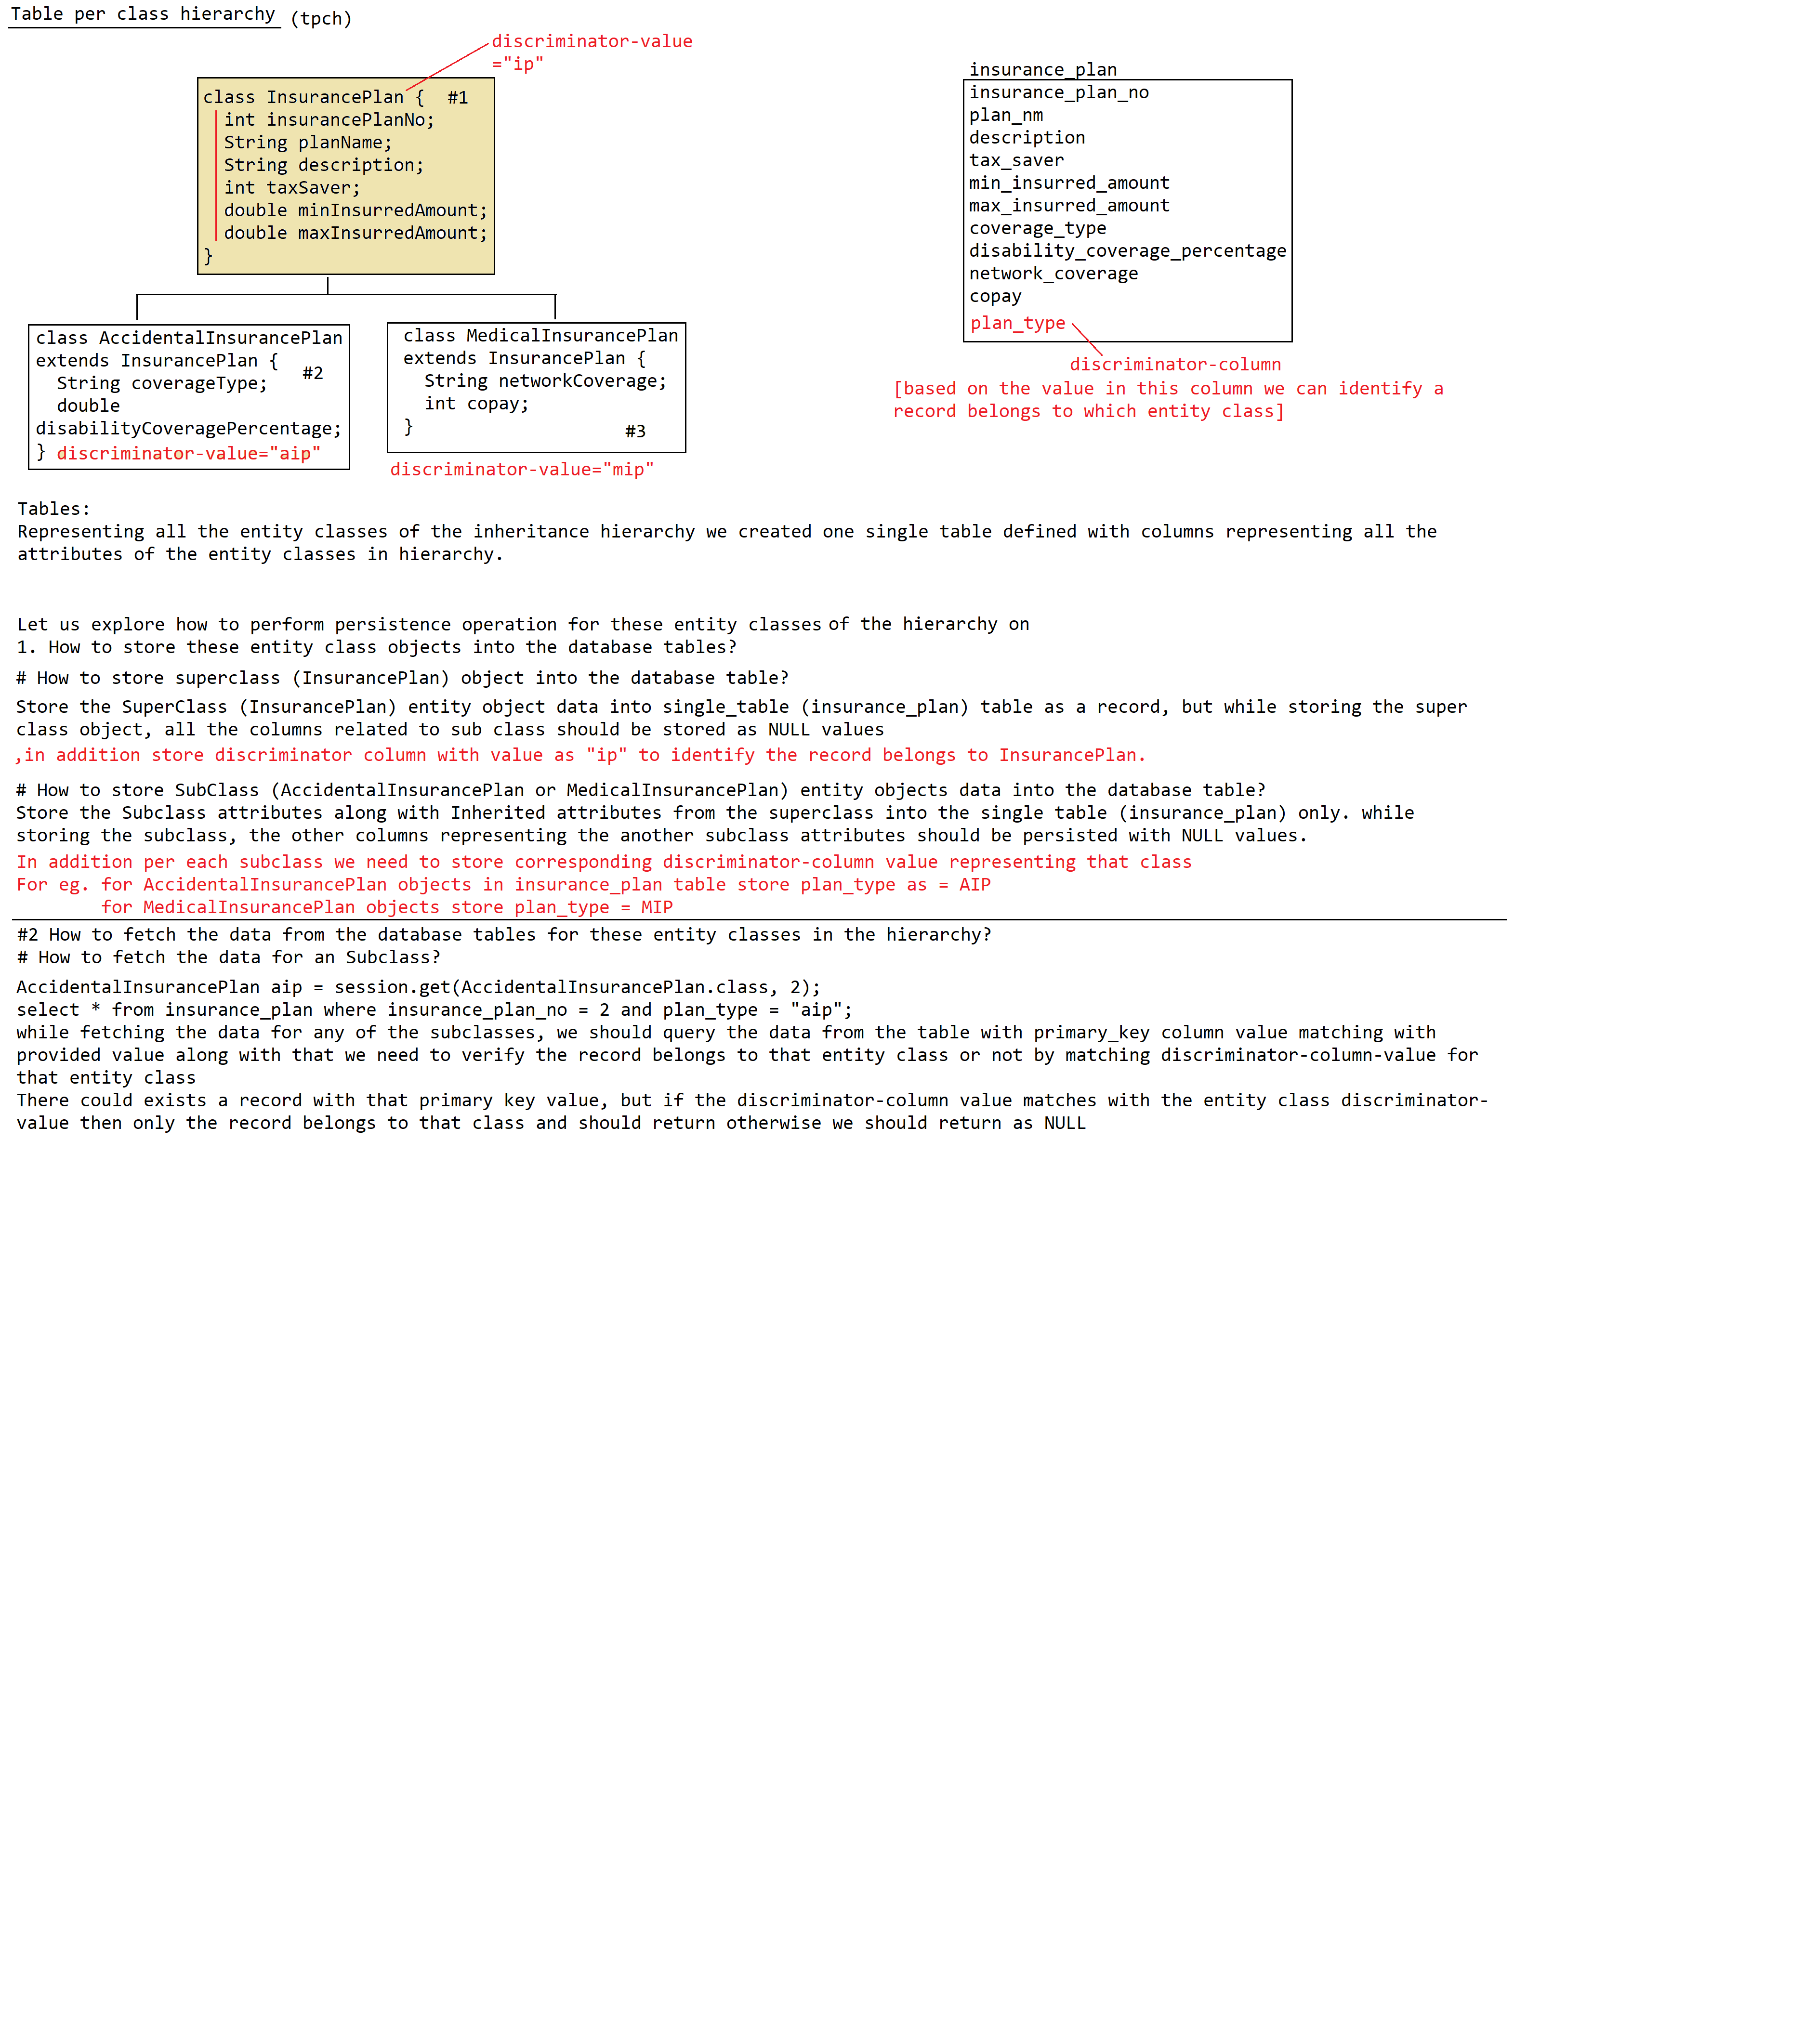 Table per class hierarchy (tpch)
discriminator-value
="ip"
class InsurancePlan { #1
int insurancePlanNo;
String planName;
String description;
int taxSaver;
double minInsurredAmount;
double maxInsurredAmount;
}
insurance_plan
insurance_plan_no
plan_nm
description
tax_saver
min_insurred_amount
max_insurred_amount
coverage_type
disability_coverage_percentage
network_coverage
copay
plan_type
discriminator-column
[based on the value in this column we can identify a
record belongs to which entity class]
class AccidentalInsurancePlan
extends InsurancePlan {
#2
String coverageType;
double
disabilityCoveragePercentage;
} discriminator-value="aip"
class MedicalInsurancePlan
extends InsurancePlan {
String networkCoverage;
int copay;
}
#3
discriminator-value="mip"
Tables:
Representing all the entity classes of the inheritance hierarchy we created one single table defined with columns representing all the
attributes of the entity classes in hierarchy.
Let us explore how to perform persistence operation for these entity classes of the hierarchy on
1. How to store these entity class objects into the database tables?
# How to store superclass (InsurancePlan) object into the database table?
Store the SuperClass (InsurancePlan) entity object data into single_table (insurance_plan) table as a record, but while storing the super
class object, all the columns related to sub class should be stored as NULL values
,in addition store discriminator column with value as "ip" to identify the record belongs to InsurancePlan.
# How to store SubClass (AccidentalInsurancePlan or MedicalInsurancePlan) entity objects data into the database table?
Store the Subclass attributes along with Inherited attributes from the superclass into the single table (insurance_plan) only. while
storing the subclass, the other columns representing the another subclass attributes should be persisted with NULL values.
In addition per each subclass we need to store corresponding discriminator-column value representing that class
For eg. for AccidentalInsurancePlan objects in insurance_plan table store plan_type as = AIP
for MedicalInsurancePlan objects store plan_type = MIP
#2 How to fetch the data from the database tables for these entity classes in the hierarchy?
# How to fetch the data for an Subclass?
AccidentalInsurancePlan aip = session.get(AccidentalInsurancePlan.class, 2);
select * from insurance_plan where insurance_plan_no = 2 and plan_type = "aip";
while fetching the data for any of the subclasses, we should query the data from the table with primary_key column value matching with
provided value along with that we need to verify the record belongs to that entity class or not by matching discriminator-column-value for
that entity class
There could exists a record with that primary key value, but if the discriminator-column value matches with the entity class discriminator-
value then only the record belongs to that class and should return otherwise we should return as NULL